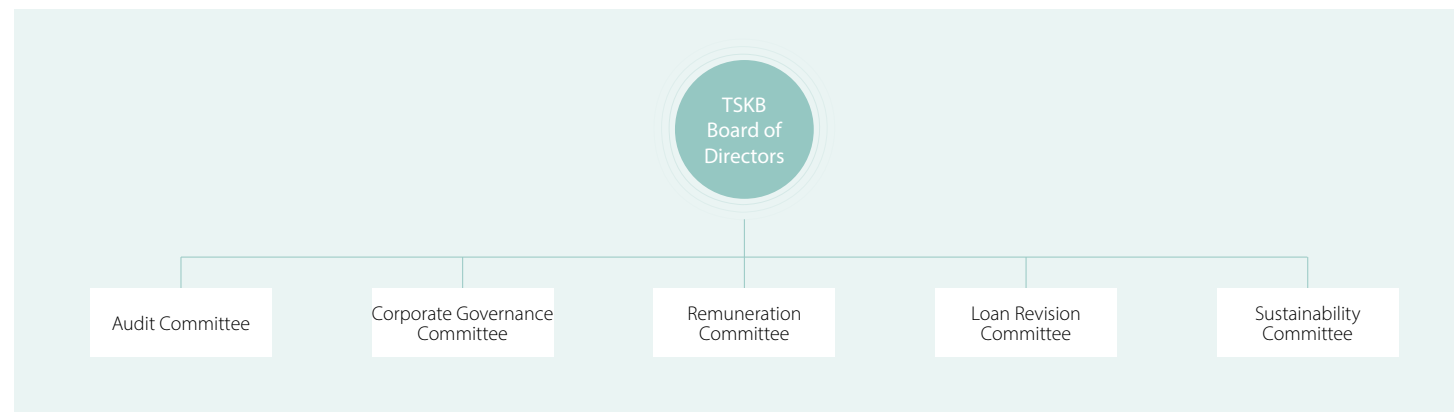 TSKB
Board of
Directors
Audit Committee
Corporate Governance
Committee
Remuneration
Committee
Loan Revision
Committee
Sustainability
Committee